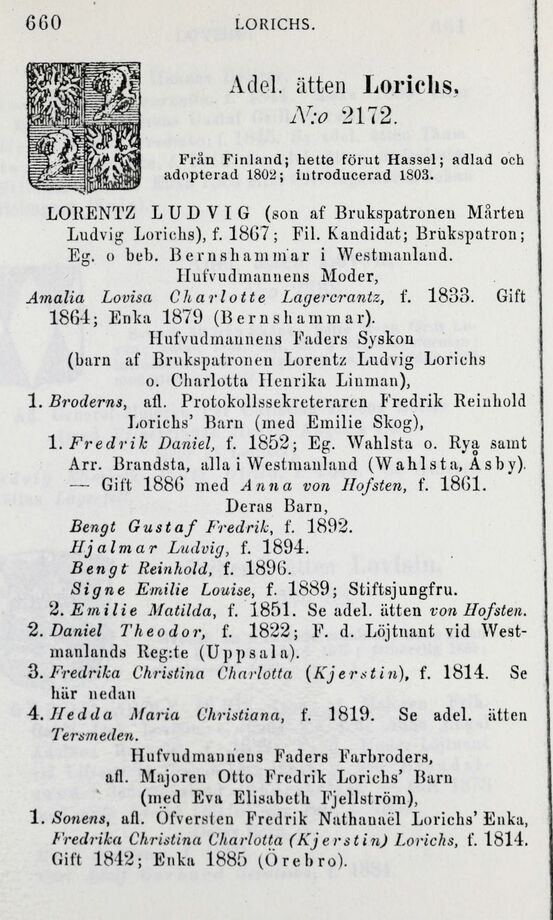 660
LORICHS.
Adel. ätten Lorichs,
N:o 2172.
Från Finland; hette förut Hassel; adlad och
adopterad 1802; introducerad 1803.
LORENTZ LUDVIG (son af Brukspatronen Mårten
Ludvig Lorichs), f. 1867; Fil. Kandidat; Brukspatron;
Eg. o beb. Bernshammar i Westmanland.
Hufvudmannens Moder,
Amalia Lovisa Charlotte Lagercrantz, f. 1833. Gift
1864; Enka 1879 (Bernshammar).
Hufvudmannens Faders Syskon
(barn af Brukspatronen Lorentz Ludvig Lorichs
o. Charlotta Henrika Linman),
1. Broderns, afl. Protokollssekreteraren Fredrik Reinhold
Lorichs' Barn (med Emilie Skog),
1. Fredrik Daniel, f. 1852; Eg. Wahlsta o. Rya samt
Arr. Brandsta, alla i Westmanland (Wahlsta, Åsby).
— Gift 1886 med Anna von Hofsten, f. 1861.
Deras Barn,
Bengt Gustaf Fredrik, f. 1892.
Hjalmar Ludvig, f. 1894.
Bengt Reinhold, f. 1896.
Signe Emilie Louise, f. 1889; Stiftsjungfru.
2. Emilie Matilda, f. 1851. Se adel. ätten von Hofsten.
2. Daniel Theodor, f. 1822; F. d. Löjtnant vid West-
manlands Reg:te (Uppsala).
3. Fredrika Christina Charlotta (Kjerstin), f. 1814. Se
här nedan
4. Hedda Maria Christiana, f. 1819. Se adel. ätten
Tersmeden.
Hufvudmannens Faders Farbroders,
afl. Majoren Otto Fredrik Lorichs' Barn
(med Eva Elisabeth Fjellström),
1. Sonens, afl. Öfversten Fredrik Nathanaël Lorichs' Enka,
Fredrika Christina Charlotta (Kjerstin) Lorichs, f. 1814.
Gift 1842; Enka 1885 (Örebro).